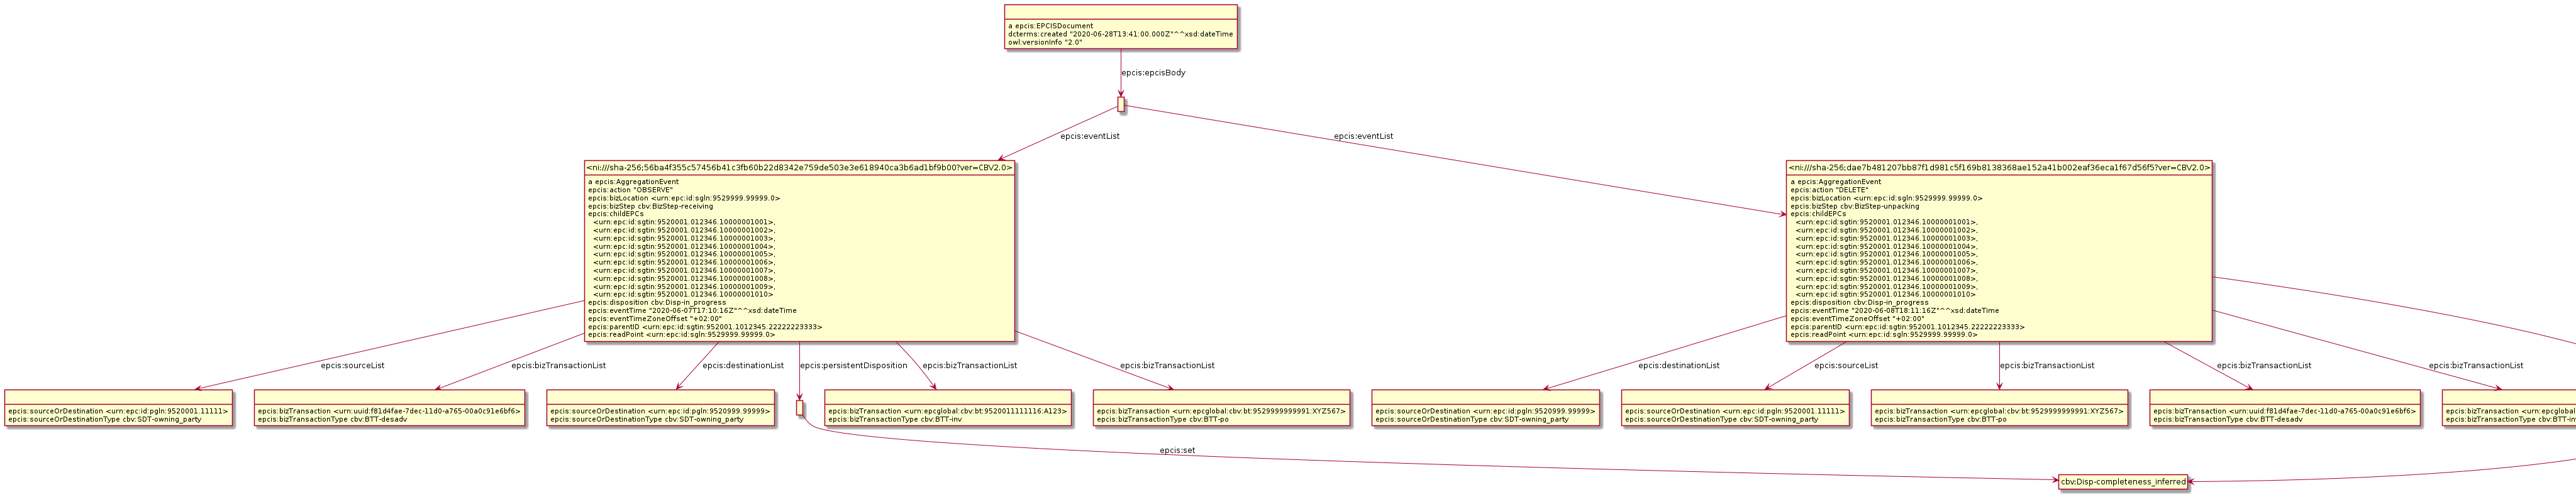 a epcis:EPCISDocument
dcterms:created "2020-06-28T13:41:00.000Z"^^xsd:dateTime
owl:versionInfo "2.0"
epcis:epcisBody
epcis:eventList
epcis:eventList
<ni:///sha-256;56ba4f355c57456b41c3fb60b22d8342e759de503e3e618940ca3b6ad1bf9b00?ver=CBV2.0>
a epcis:AggregationEvent
epcis:action "OBSERVE"
epcis:bizLocation <urn:epc:id:sgln:9529999.99999.0>
epcis:bizStep cbv:BizStep-receiving
epcis:childEPCs
<urn:epc:id:sgtin:9520001.012346.10000001001>,
<urn:epc:id:sgtin:9520001.012346.10000001002>,
<urn:epc:id:sgtin:9520001.012346.10000001003>,
<urn:epc:id:sgtin:9520001.012346.10000001004>,
<urn:epc:id:sgtin:9520001.012346.10000001005>,
<urn:epc:id:sgtin:9520001.012346.10000001006>,
<urn:epc:id:sgtin:9520001.012346.10000001007>,
<urn:epc:id:sgtin:9520001.012346.10000001008>,
<urn:epc:id:sgtin:9520001.012346.10000001009>,
<urn:epc:id:sgtin:9520001.012346.10000001010>
epcis:disposition cbv:Disp-in_progress
epcis:eventTime "2020-06-07T17:10:16Z"^^xsd:dateTime
epcis:eventTimeZoneOffset "+02:00"
epcis:parentID <urn:epc:id:sgtin:952001.1012345.22222223333>
epcis:readPoint <urn:epc:id:sgln:9529999.99999.0>
<ni:///sha-256;dae7b481207bb87f1d981c5f169b8138368ae152a41b002eaf36eca1f67d56f5?ver=CBV2.0>
a epcis:AggregationEvent
epcis:action "DELETE"
epcis:bizLocation <urn:epc:id:sgln:9529999.99999.0>
epcis:bizStep cbv:BizStep-unpacking
epcis:childEPCs
<urn:epc:id:sgtin:9520001.012346.10000001001>,
<urn:epc:id:sgtin:9520001.012346.10000001002>,
<urn:epc:id:sgtin:9520001.012346.10000001003>,
<urn:epc:id:sgtin:9520001.012346.10000001004>,
<urn:epc:id:sgtin:9520001.012346.10000001005>,
<urn:epc:id:sgtin:9520001.012346.10000001006>,
<urn:epc:id:sgtin:9520001.012346.10000001007>,
<urn:epc:id:sgtin:9520001.012346.10000001008>,
<urn:epc:id:sgtin:9520001.012346.10000001009>,
<urn:epc:id:sgtin:9520001.012346.10000001010>
epcis:disposition cbv:Disp-in_progress
epcis:eventTime "2020-06-08T18:11:16Z"^^xsd:dateTime
epcis:eventTimeZoneOffset "+02:00"
epcis:parentID <urn:epc:id:sgtin:952001.1012345.22222223333>
epcis:readPoint <urn:epc:id:sgln:9529999.99999.0>
epcis:sourceList
epcis:bizTransactionList
epcis:destinationList
epcis:persistentDisposition
epcis:bizTransactionList
epcis:bizTransactionList
epcis:destinationList
epcis:sourceList
epcis:bizTransactionList
epcis:bizTransactionList
epcis:bizTransactionList
epcis:sourceOrDestination <urn:epc:id:pgln:9520001.11111>
epcis:sourceOrDestinationType cbv:SDT-owning_party
epcis:bizTransaction <urn:uuid:f81d4fae-7dec-11d0-a765-00a0c91e6bf6>
epcis:bizTransactionType cbv:BTT-desadv
epcis:sourceOrDestination <urn:epc:id:pgln:9520999.99999>
epcis:sourceOrDestinationType cbv:SDT-owning_party
epcis:bizTransaction <urn:epcglobal:cbv:bt:9520011111116:A123>
epcis:bizTransactionType cbv:BTT-inv
epcis:bizTransaction <urn:epcglobal:cbv:bt:9529999999991:XYZ567>
epcis:bizTransactionType cbv:BTT-po
epcis:sourceOrDestination <urn:epc:id:pgln:9520999.99999>
epcis:sourceOrDestinationType cbv:SDT-owning_party
epcis:sourceOrDestination <urn:epc:id:pgln:9520001.11111>
epcis:sourceOrDestinationType cbv:SDT-owning_party
epcis:bizTransaction <urn:epcglobal:cbv:bt:9529999999991:XYZ567>
epcis:bizTransactionType cbv:BTT-po
epcis:bizTransaction <urn:uuid:f81d4fae-7dec-11d0-a765-00a0c91e6bf6>
epcis:bizTransactionType cbv:BTT-desadv
epcis:bizTransaction <urn:epcglobal
epcis:bizTransactionType
epcis:set
cbv:Disp-completeness_inferred